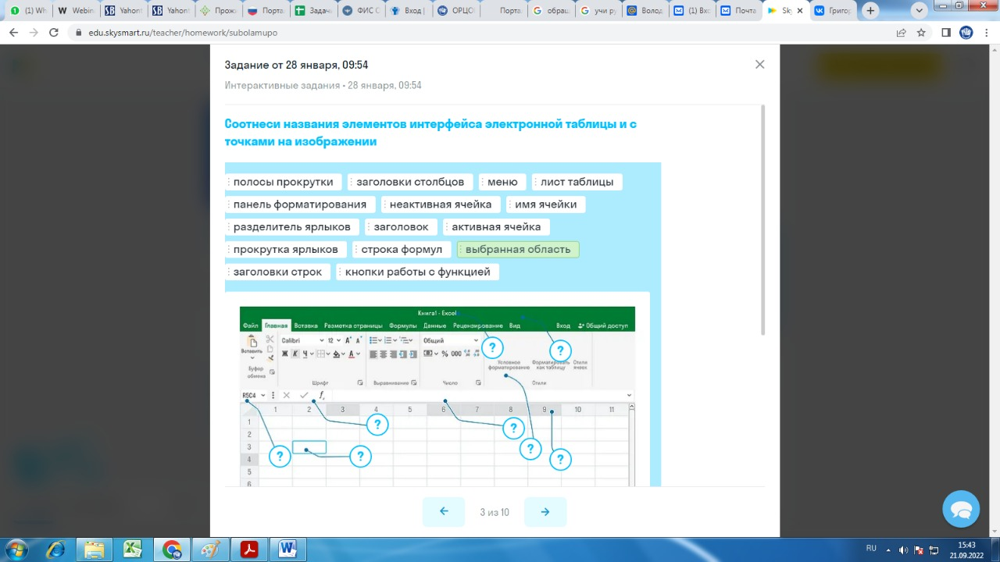 (1) Wh
Webin
Yahon
Yahon
Прожи
Порта
Задач
ФИС О
Вход
ОРЦО
Порта
обрац
учи ру
Волод
(1) Вх
Почта
Sky
Григор
edu.skysmart.ru/teacher/homework/subolamupo
Задание от 28 января, 09:54
Интерактивные задания • 28 января, 09:54
Соотнеси названия элементов интерфейса электронной таблицы и с
точками на изображении
полосы прокрутки заголовки столбцов меню лист таблицы
панель форматирования неактивная ячейка имя ячейки
разделитель ярлыков заголовок активная ячейка
прокрутка ярлыков строка формул выбранная область
заголовки строк кнопки работы с функцией
Книга1 - Excel
Файл Главная Вставка Разметка страницы Формулы Данные Рецензирование Вид Вход Общий доступ
Calibri 12 A A Общий
Вставить Ж К Ч А % 000
Условное форматирование
Форматировать как таблицу
Стили ячеек
Буфер обмена
Шрифт Выравнивание Число Стили
R5C4 fx
1 2 3 4 5 6 7 8 9 10 11
1
2
3
4
5
6
? ? ? ? ? ? ? ?
3 из 10
RU
15:43
21.09.2022